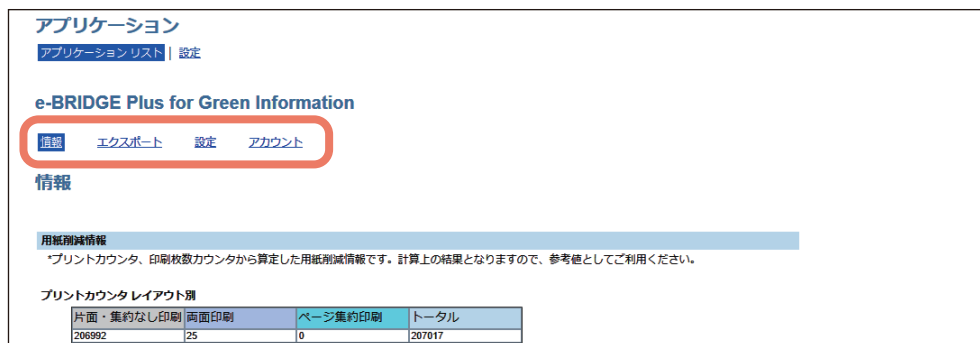 アプリケーション
アプリケーション リスト | 設定
e-BRIDGE Plus for Green Information
情報 エクスポート 設定 アカウント
情報
用紙削減情報
*プリントカウンタ、印刷枚数カウンタから算定した用紙削減情報です。計算上の結果となりますので、参考値としてご利用ください。
プリントカウンタ レイアウト別
片面・集約なし印刷 両面印刷 ページ集約印刷 トータル
206992 25 0 207017